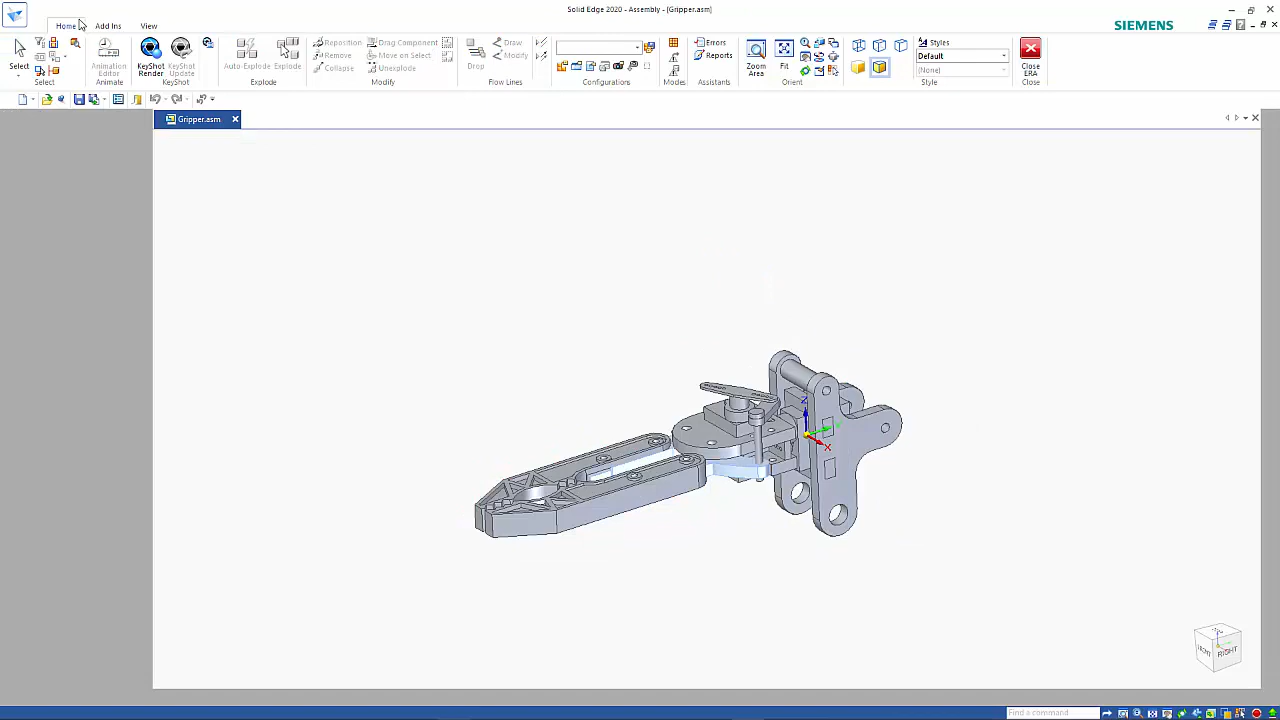 Solid Edge 2020 - Assembly - [Gripper.asm]
Home Add Ins View
SIEMENS
Select
Select
Animation Editor
Animate
KeyShot Render
KeyShot Update
KeyShot
Auto-Explode
Explode
Explode
Reposition
Remove
Collapse
Drag Component
Move on Select
Unexplode
Modify
Drop
Draw
Modify
Flow Lines
Configurations
Modes
Errors
Reports
Assistants
Zoom Area
Fit
Orient
Styles
Default
(None)
Style
Close ERA
Close
Gripper.asm
Z
X
RIGHT
Find a command